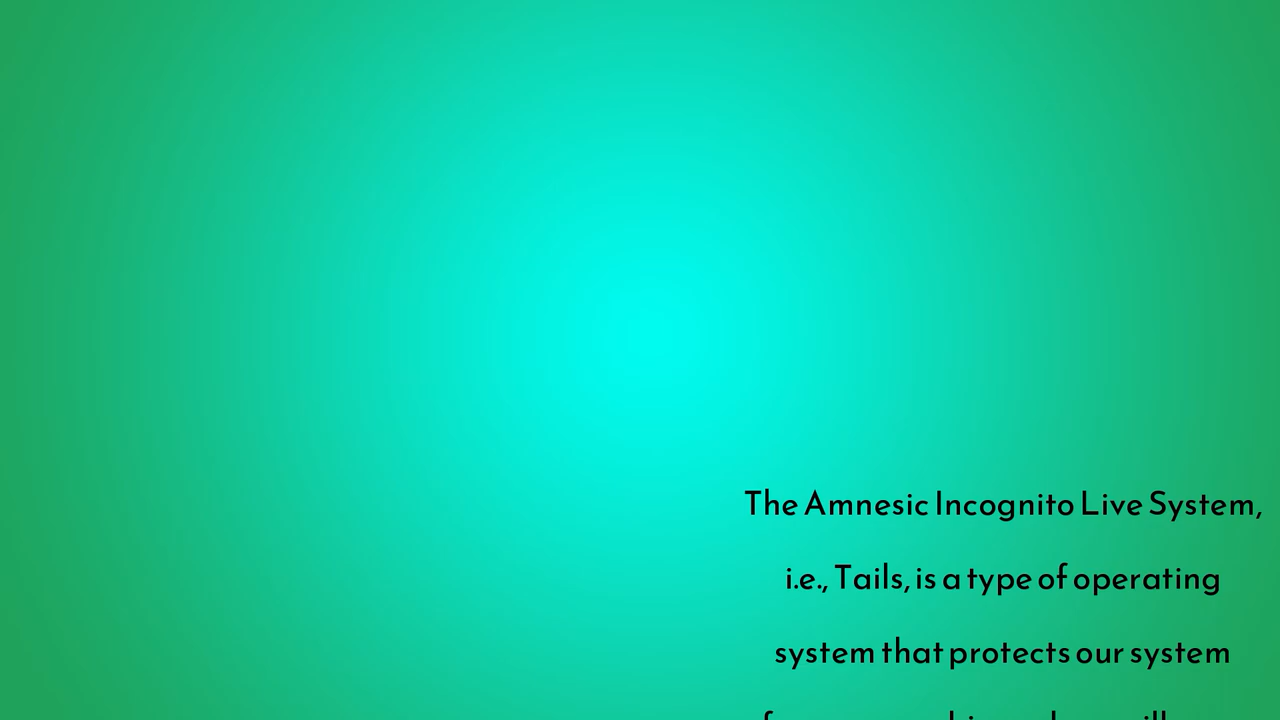 The Amnesic Incognito Live System,
i.e., Tails, is a type of operating
system that protects our system